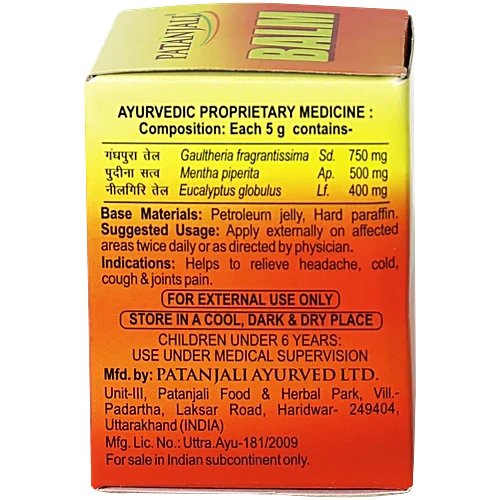 PATANJALI
BALM
AYURVEDIC PROPRIETARY MEDICINE :
Composition: Each 5 g contains-
गंधपुरा तेल Gaultheria fragrantissima Sd. 750 mg
पुदीना सत्व Mentha piperita Ap. 500 mg
नीलगिरि तेल Eucalyptus globulus Lf. 400 mg
Base Materials: Petroleum jelly, Hard paraffin.
Suggested Usage: Apply externally on affected
areas twice daily or as directed by physician.
Indications: Helps to relieve headache, cold,
cough & joints pain.
FOR EXTERNAL USE ONLY
STORE IN A COOL, DARK & DRY PLACE
CHILDREN UNDER 6 YEARS:
USE UNDER MEDICAL SUPERVISION
Mfd. by: PATANJALI AYURVED LTD.
Unit-III, Patanjali Food & Herbal Park, Vill.-
Padartha, Laksar Road, Haridwar- 249404,
Uttarakhand (INDIA)
Mfg. Lic. No.: Uttra.Ayu-181/2009
For sale in Indian subcontinent only.